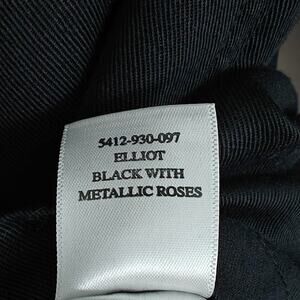 5412-930-097
ELLIOT
BLACK WITH
METALLIC ROSES